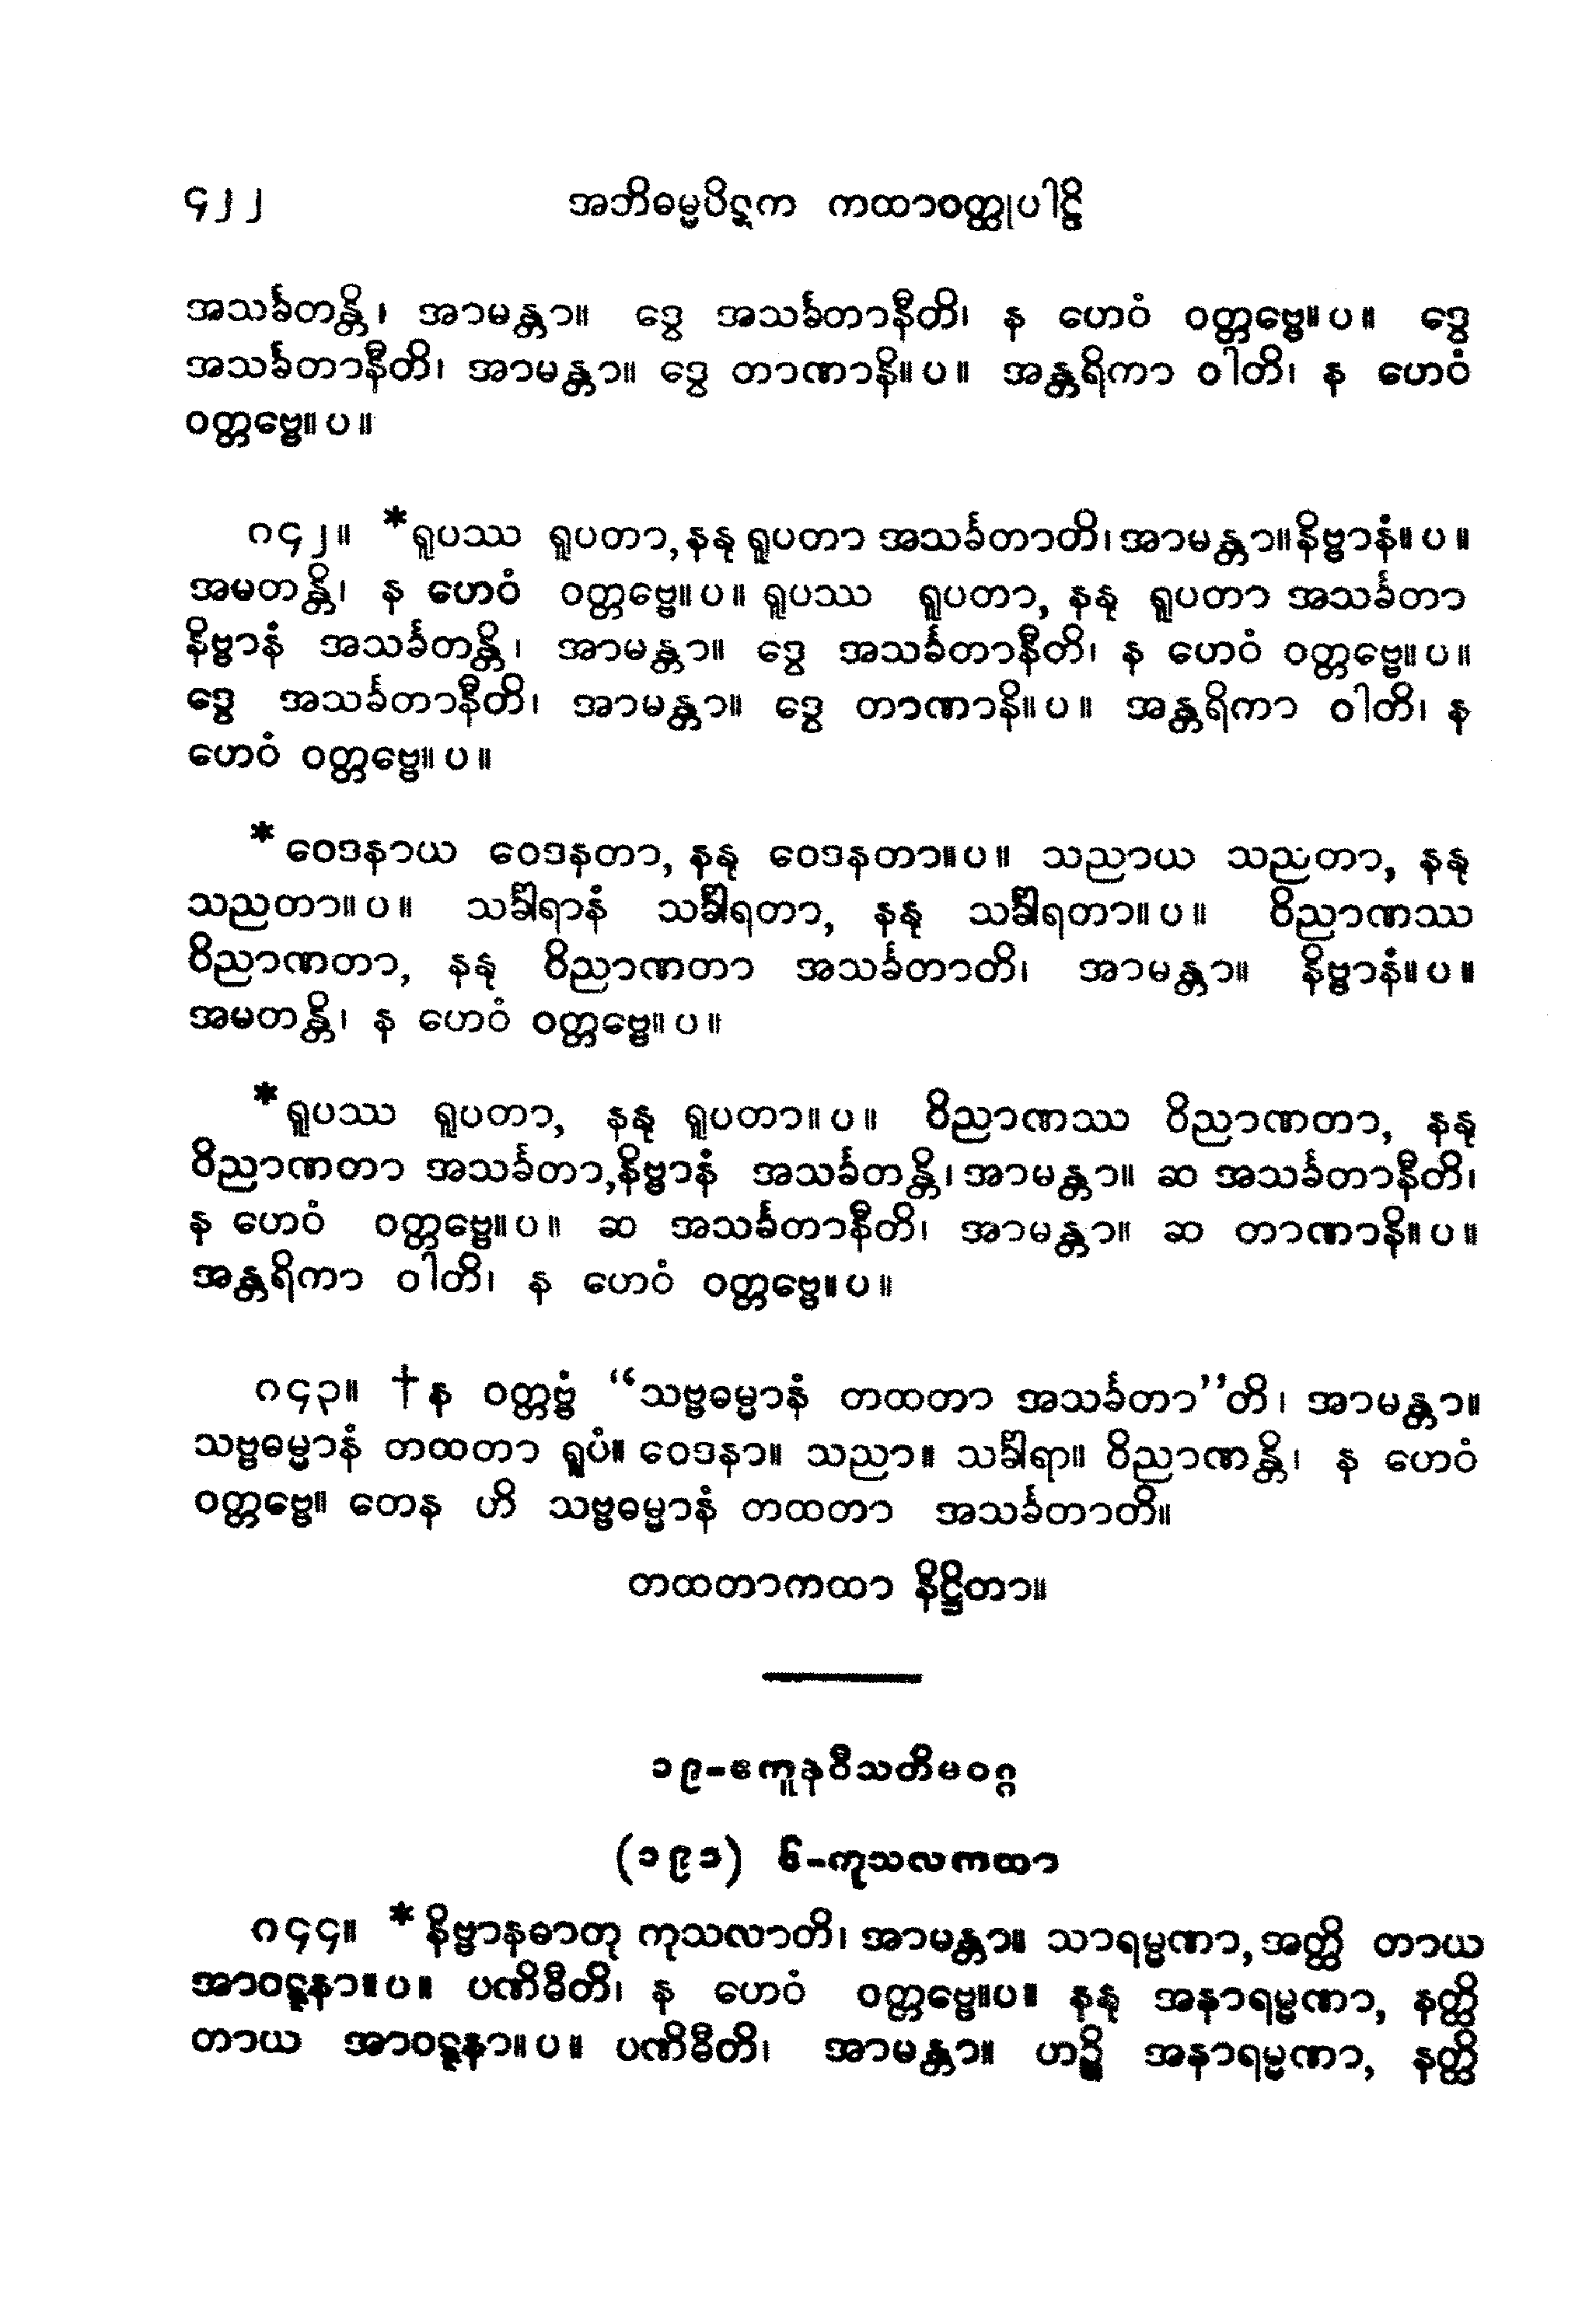 ၄၂၂ အဘိဓမ္မပိဋက ကထာဝတ္ထုပါဠိ
အသင်္ခတန္တိ၊ အာမန္တာ။ ဒွေ အသင်္ခတာနီတိ၊ န ဟေဝံ ဝတ္တဗ္ဗေ။ပ။ ဒွေ
အသင်္ခတာနီတိ၊ အာမန္တာ။ ဒွေ တာဏာနိ။ပ။ အန္တရိကာ ဝါတိ၊ န ဟေဝံ
ဝတ္တဗ္ဗေ။ပ။
၈၄၂။ *ရူပဿ ရူပတာ, နနု ရူပတာ အသင်္ခတာတိ၊ အာမန္တာ။ နိဗ္ဗာနံ။ပ။
အမတန္တိ၊ န ဟေဝံ ဝတ္တဗ္ဗေ။ပ။ ရူပဿ ရူပတာ, နနု ရူပတာ အသင်္ခတာ
နိဗ္ဗာနံ အသင်္ခတန္တိ၊ အာမန္တာ။ ဒွေ အသင်္ခတာနီတိ၊ န ဟေဝံ ဝတ္တဗ္ဗေ။ပ။
ဒွေ အသင်္ခတာနီတိ၊ အာမန္တာ။ ဒွေ တာဏာနိ။ပ။ အန္တရိကာ ဝါတိ၊ န
ဟေဝံ ဝတ္တဗ္ဗေ။ပ။
*ဝေဒနာယ ဝေဒနတာ, နနု ဝေဒနတာ။ပ။ သညာယ သညတာ, နနု
သညတာ။ပ။ သင်္ခါရာနံ သင်္ခါရတာ, နနု သင်္ခါရတာ။ပ။ ဝိညာဏဿ
ဝိညာဏတာ, နနု ဝိညာဏတာ အသင်္ခတာတိ၊ အာမန္တာ။ နိဗ္ဗာနံ။ပ။
အမတန္တိ၊ န ဟေဝံ ဝတ္တဗ္ဗေ။ပ။
*ရူပဿ ရူပတာ, နနု ရူပတာ။ပ။ ဝိညာဏဿ ဝိညာဏတာ, နနု
ဝိညာဏတာ အသင်္ခတာ, နိဗ္ဗာနံ အသင်္ခတန္တိ၊ အာမန္တာ။ ဆ အသင်္ခတာနီတိ၊
န ဟေဝံ ဝတ္တဗ္ဗေ။ပ။ ဆ အသင်္ခတာနီတိ၊ အာမန္တာ။ ဆ တာဏာနိ။ပ။
အန္တရိကာ ဝါတိ၊ န ဟေဝံ ဝတ္တဗ္ဗေ။ပ။
၈၄၃။ †န ဝတ္တဗ္ဗံ “သဗ္ဗဓမ္မာနံ တထတာ အသင်္ခတာ”တိ၊ အာမန္တာ။
သဗ္ဗဓမ္မာနံ တထတာ ရူပံ။ ဝေဒနာ။ သညာ။ သင်္ခါရာ။ ဝိညာဏန္တိ၊ န ဟေဝံ
ဝတ္တဗ္ဗေ။ တေန ဟိ သဗ္ဗဓမ္မာနံ တထတာ အသင်္ခတာတိ။
တထတာကထာ နိဋ္ဌိတာ။
၁၉-ဧကူနဝီသတိမဝဂ္ဂ
(၁၉၁) ၆-ကုသလကထာ
၈၄၄။ *နိဗ္ဗာနဓာတု ကုသလာတိ၊ အာမန္တာ။ သာရမ္မဏာ, အတ္ထိ တာယ
အာဝဋ္ဋနာ။ပ။ ပဏိဓီတိ၊ န ဟေဝံ ဝတ္တဗ္ဗေ။ပ။ နနု အနာရမ္မဏာ, နတ္ထိ
တာယ အာဝဋ္ဋနာ။ပ။ ပဏိဓီတိ၊ အာမန္တာ။ ဟဉ္စိ အနာရမ္မဏာ, နတ္ထိ